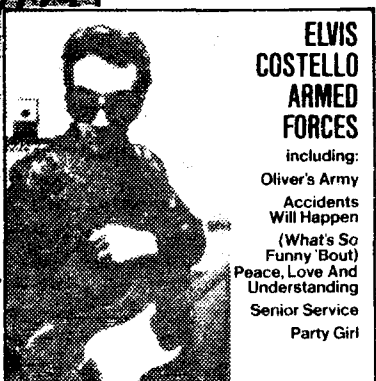 ELVIS
COSTELLO
ARMED
FORCES
including:
Oliver's Army
Accidents
Will Happen
(What's So
Funny 'Bout)
Peace, Love And
Understanding
Senior Service
Party Girl